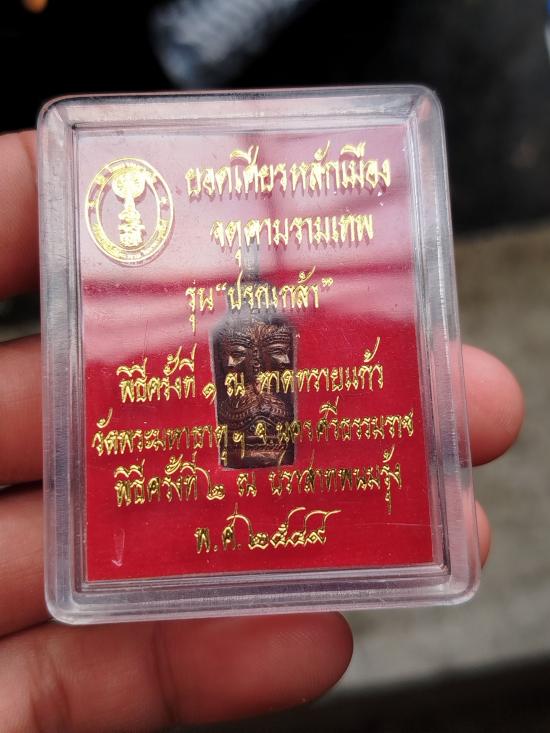 ยอดเศียรหลักเมือง
จตุคามรามเทพ
รุ่น "ปรกเกล้า"
พิธีครั้งที่ ๑ ณ หาดทรายแก้ว
วัดพระมหาธาตุฯ จ.นครศรีธรรมราช
พิธีครั้งที่ ๒ ณ ปราสาทพนมรุ้ง
พ.ศ.๒๕๔๙